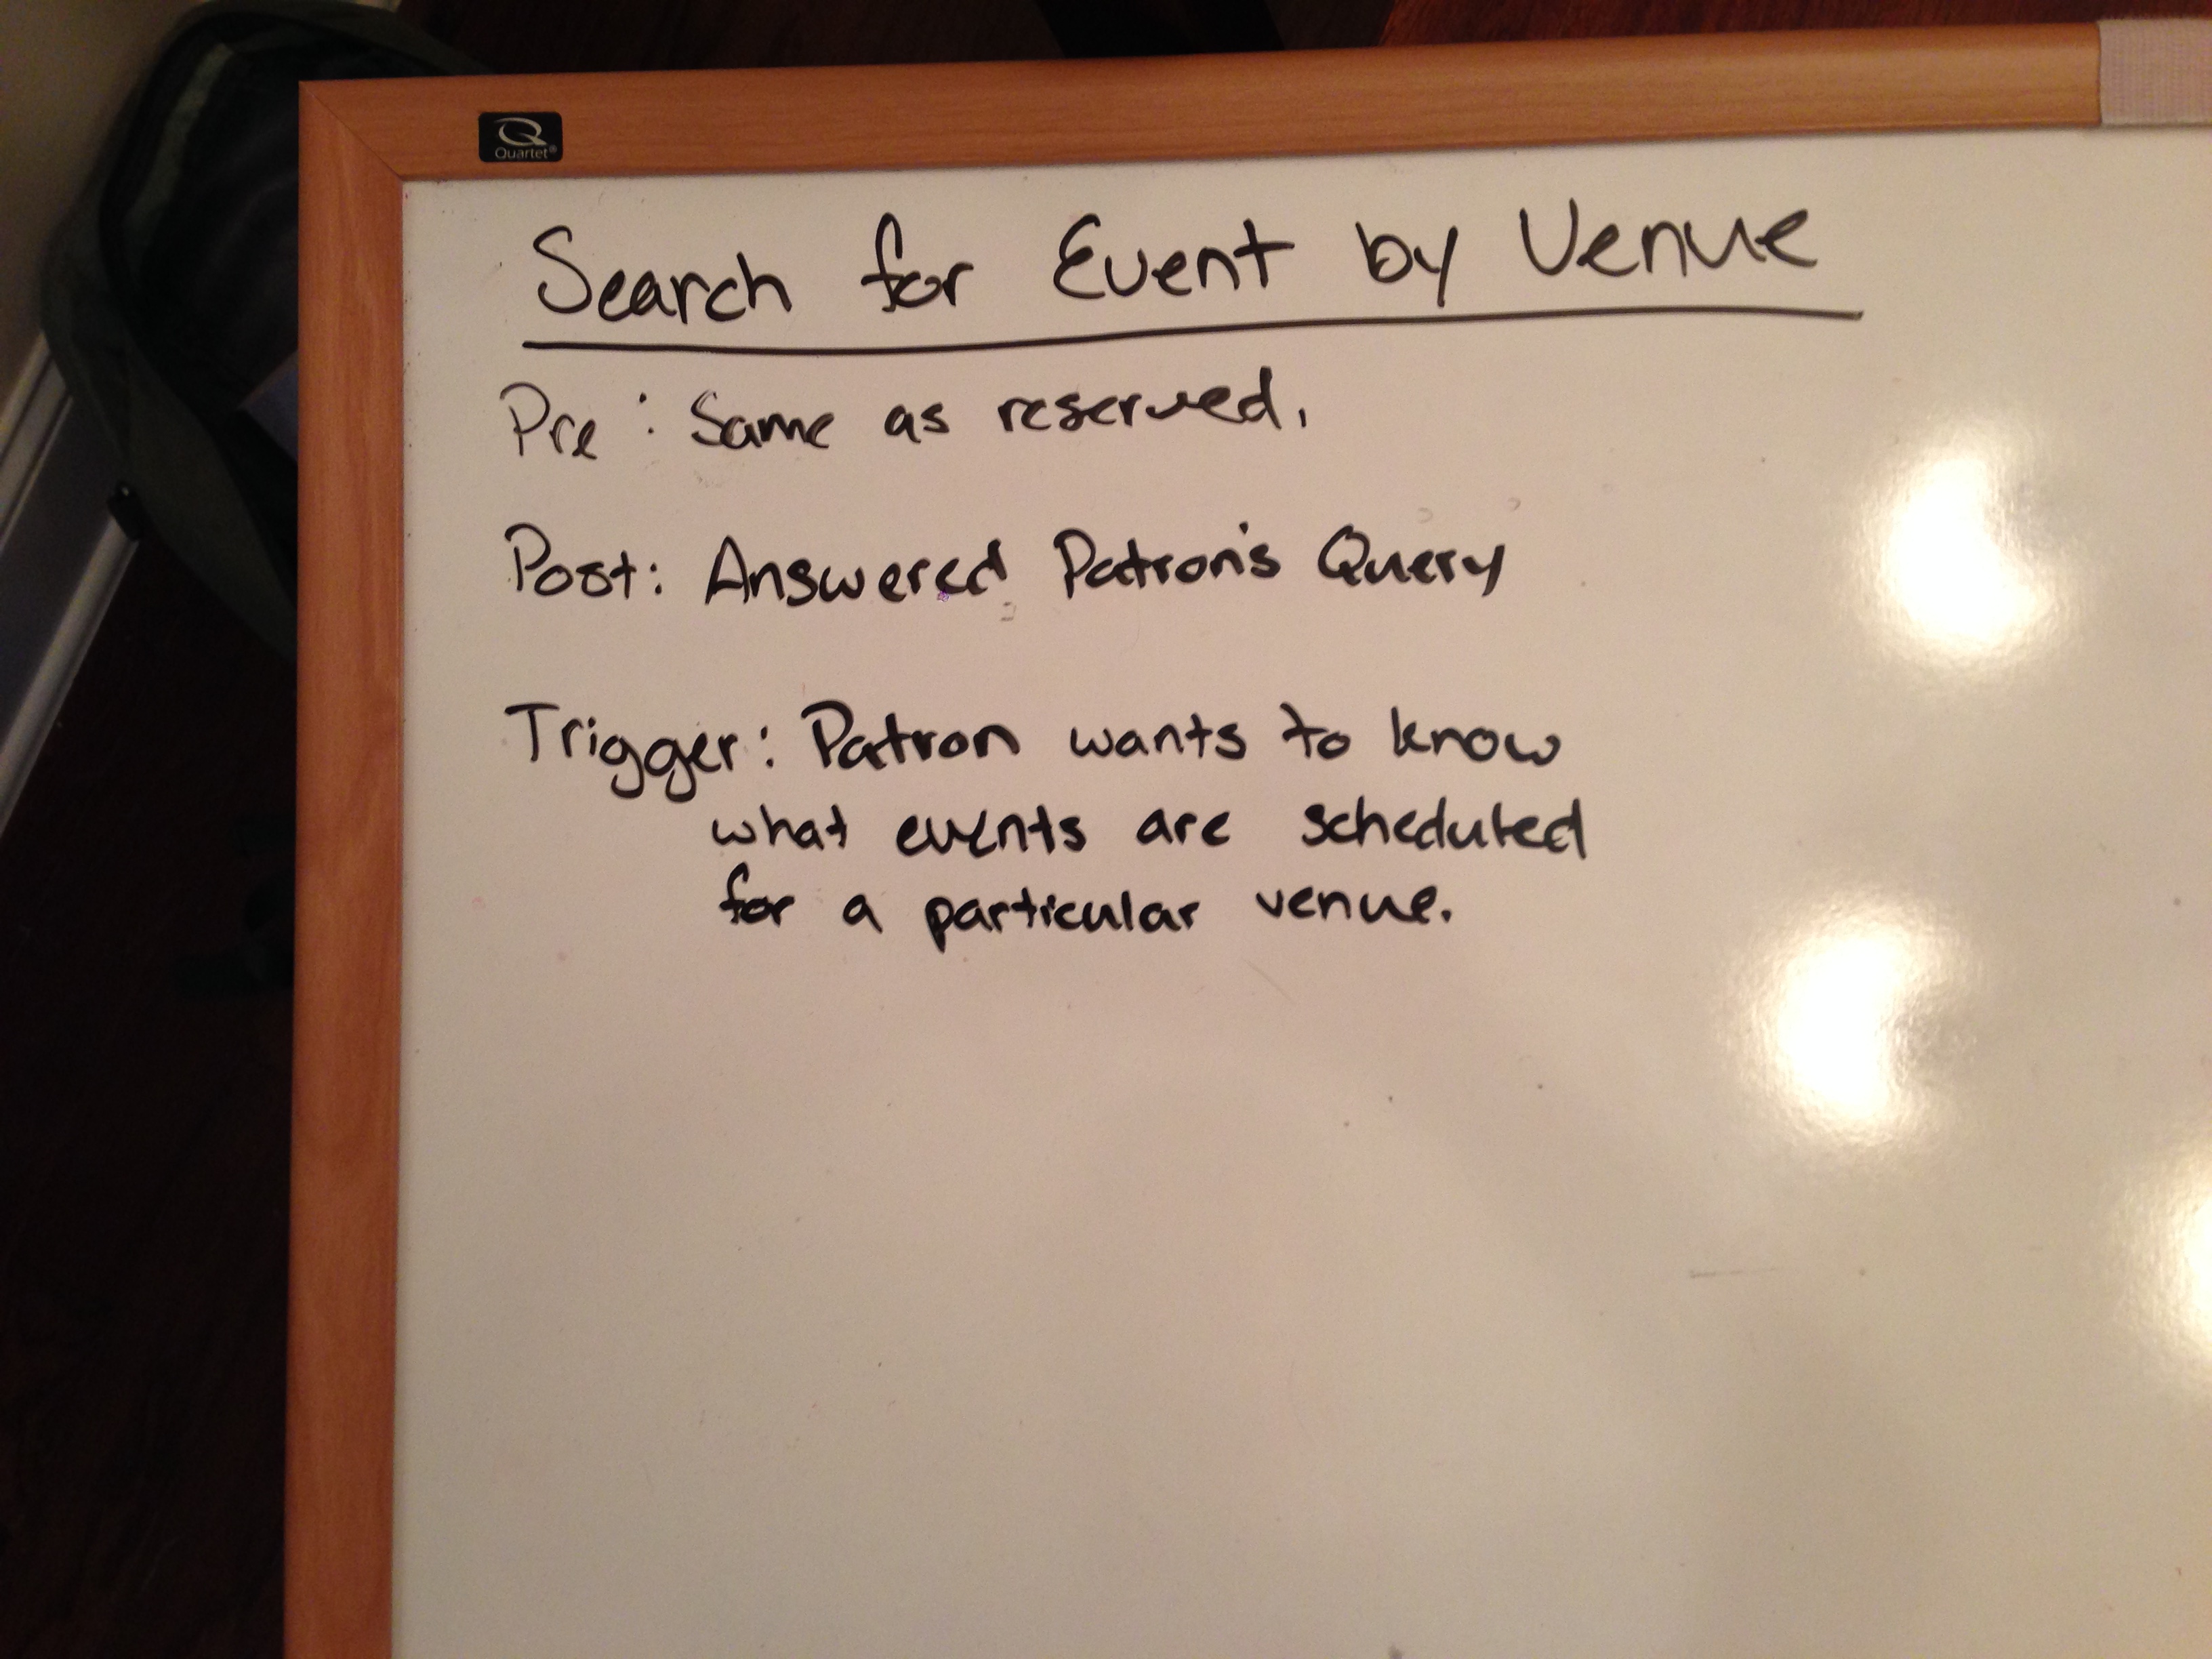 Quartet®
Search for Event by Venue
Pre: Same as reserved.
Post: Answered Patron's Query
Trigger: Patron wants to know
what events are scheduled
for a particular venue.